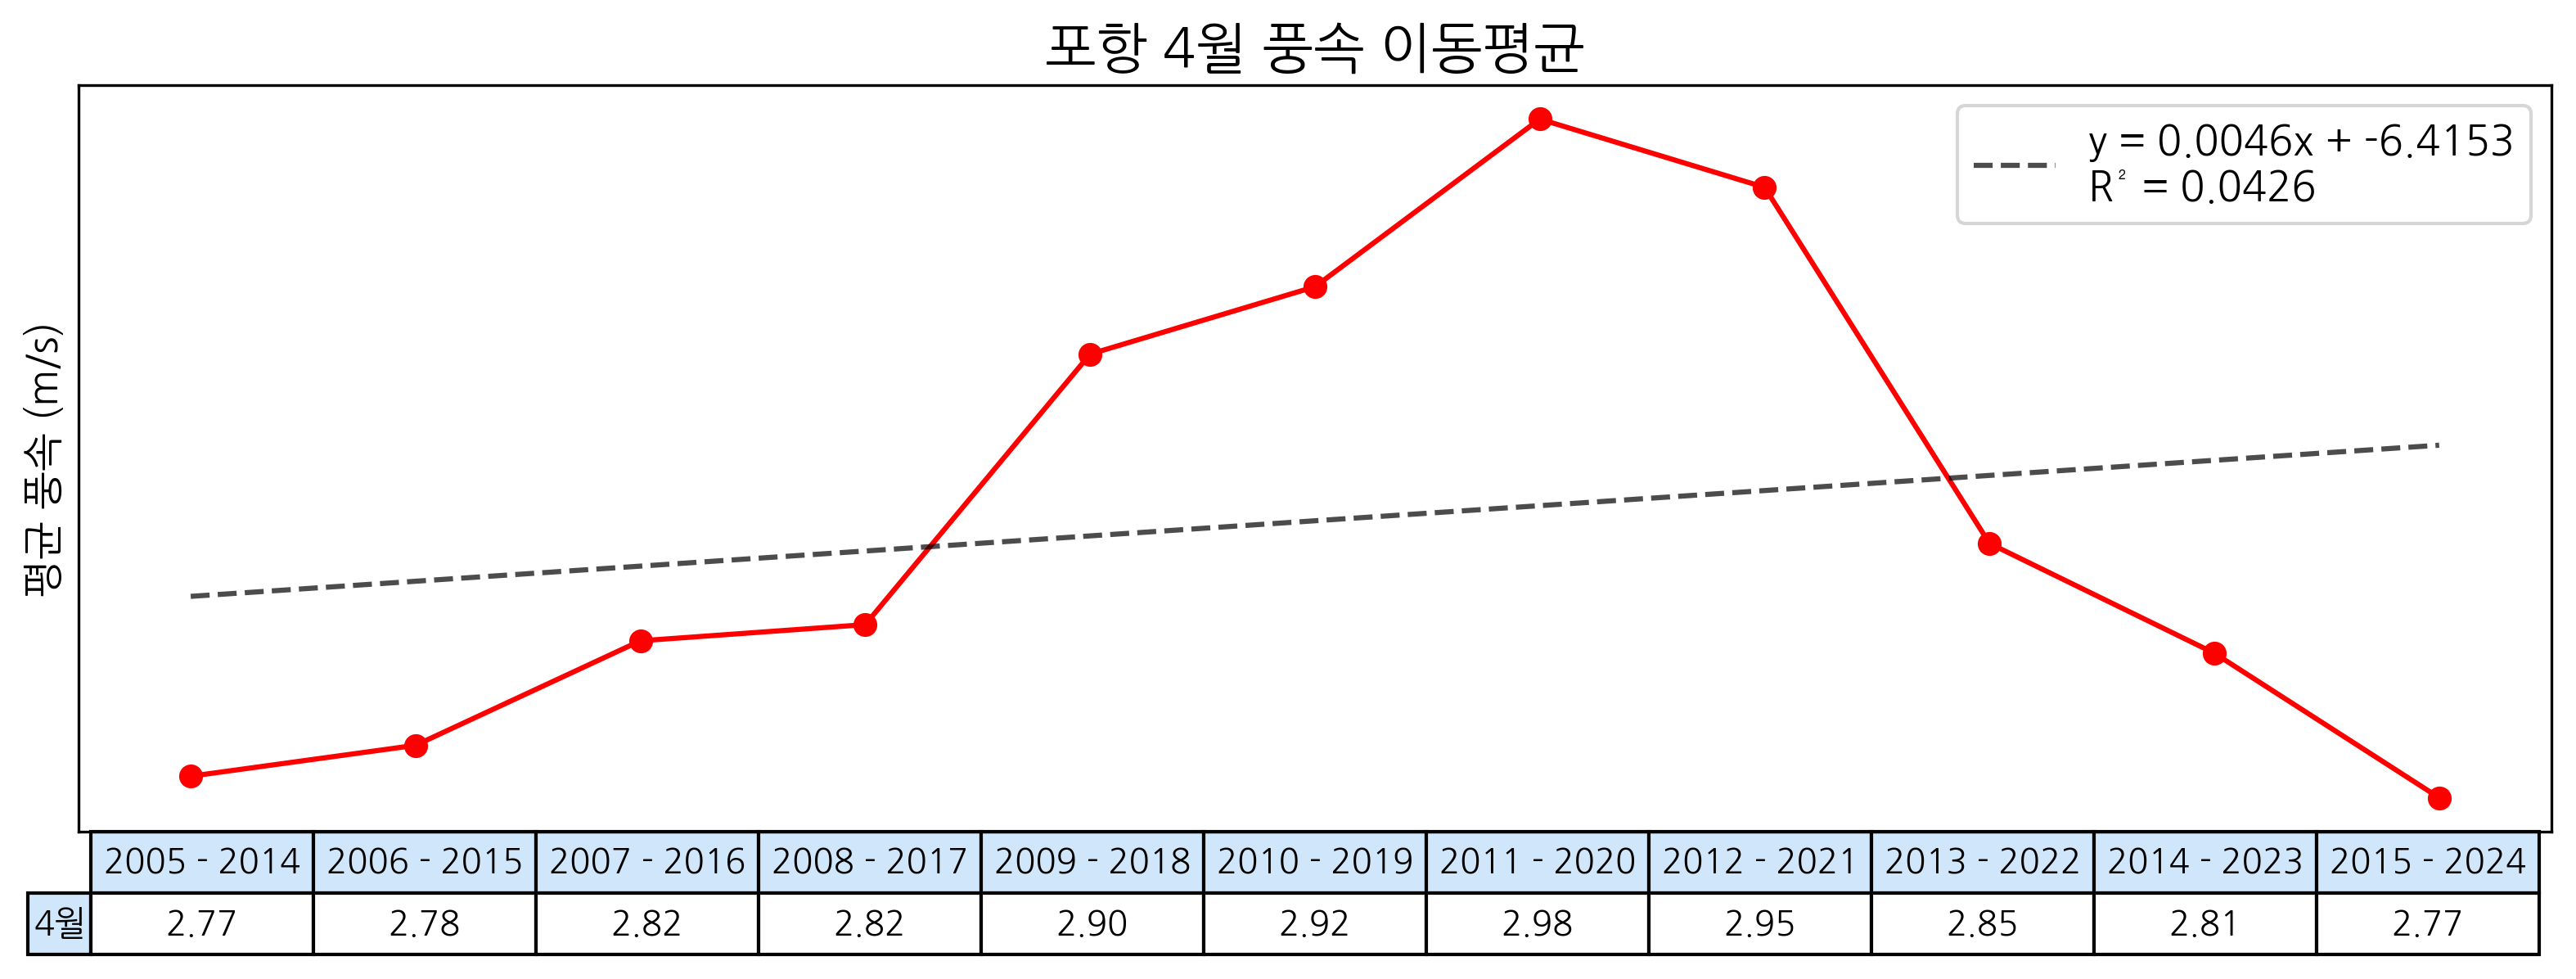 포항 4월 풍속 이동평균
y = 0.0046x + -6.4153
R² = 0.0426
평균 풍속 (m/s)
2005 - 2014 2006 - 2015 2007 - 2016 2008 - 2017 2009 - 2018 2010 - 2019 2011 - 2020 2012 - 2021 2013 - 2022 2014 - 2023 2015 - 2024
4월 2.77 2.78 2.82 2.82 2.90 2.92 2.98 2.95 2.85 2.81 2.77